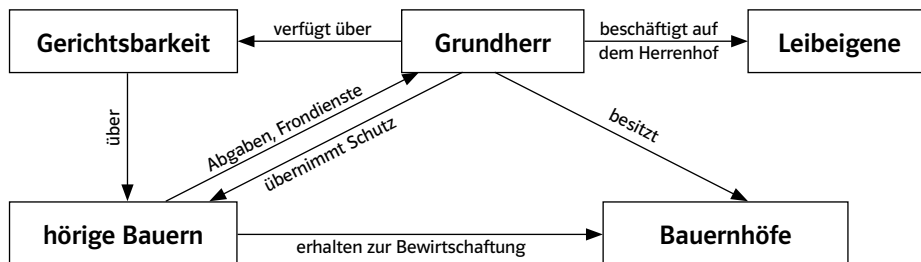 Gerichtsbarkeit
verfügt über
Grundherr
beschäftigt auf
dem Herrenhof
Leibeigene
über
Abgaben, Frondienste
übernimmt Schutz
besitzt
hörige Bauern
erhalten zur Bewirtschaftung
Bauernhöfe